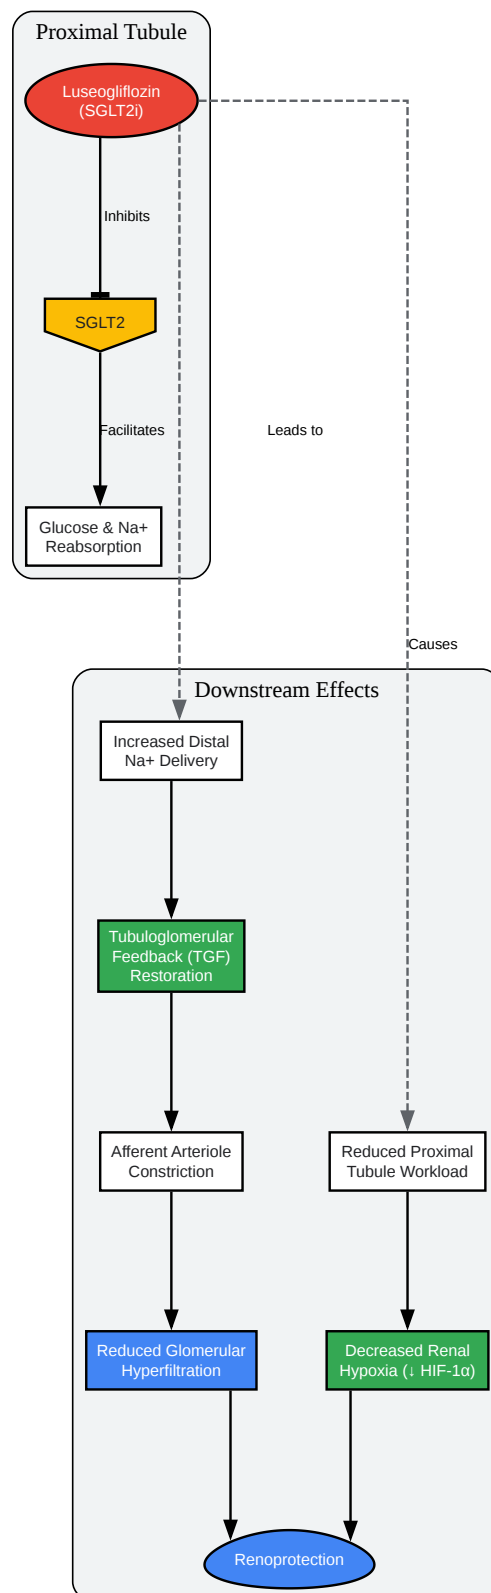 Proximal Tubule
Luseogliflozin
(SGLT2i)
Inhibits
SGLT2
Facilitates
Leads to
Glucose & Na+
Reabsorption
Causes
Downstream Effects
Increased Distal
Na+ Delivery
Tubuloglomerular
Feedback (TGF)
Restoration
Afferent Arteriole
Constriction
Reduced Proximal
Tubule Workload
Reduced Glomerular
Hyperfiltration
Decreased Renal
Hypoxia (↓ HIF-1α)
Renoprotection